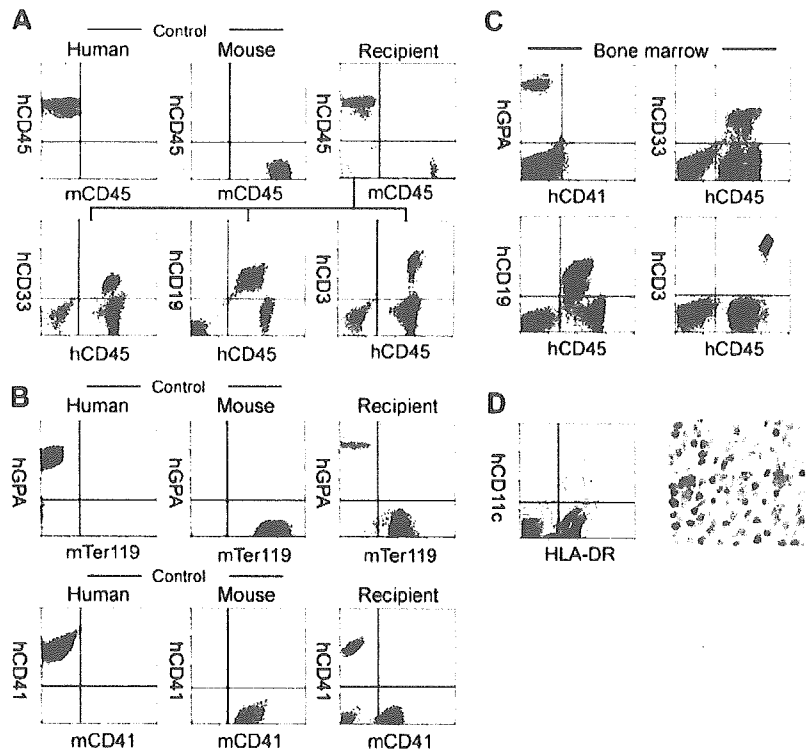 A
Control
Human Mouse Recipient
hCD45 hCD45 hCD45
mCD45 mCD45 mCD45
hCD33 hCD19 hCD3
hCD45 hCD45 hCD45
B
Control
Human Mouse Recipient
hGPA hGPA hGPA
mTer119 mTer119 mTer119
Control
Human Mouse Recipient
hCD41 hCD41 hCD41
mCD41 mCD41 mCD41
C
Bone marrow
hGPA hCD33
hCD41 hCD45
hCD19 hCD3
hCD45 hCD45
D
hCD11c
HLA-DR